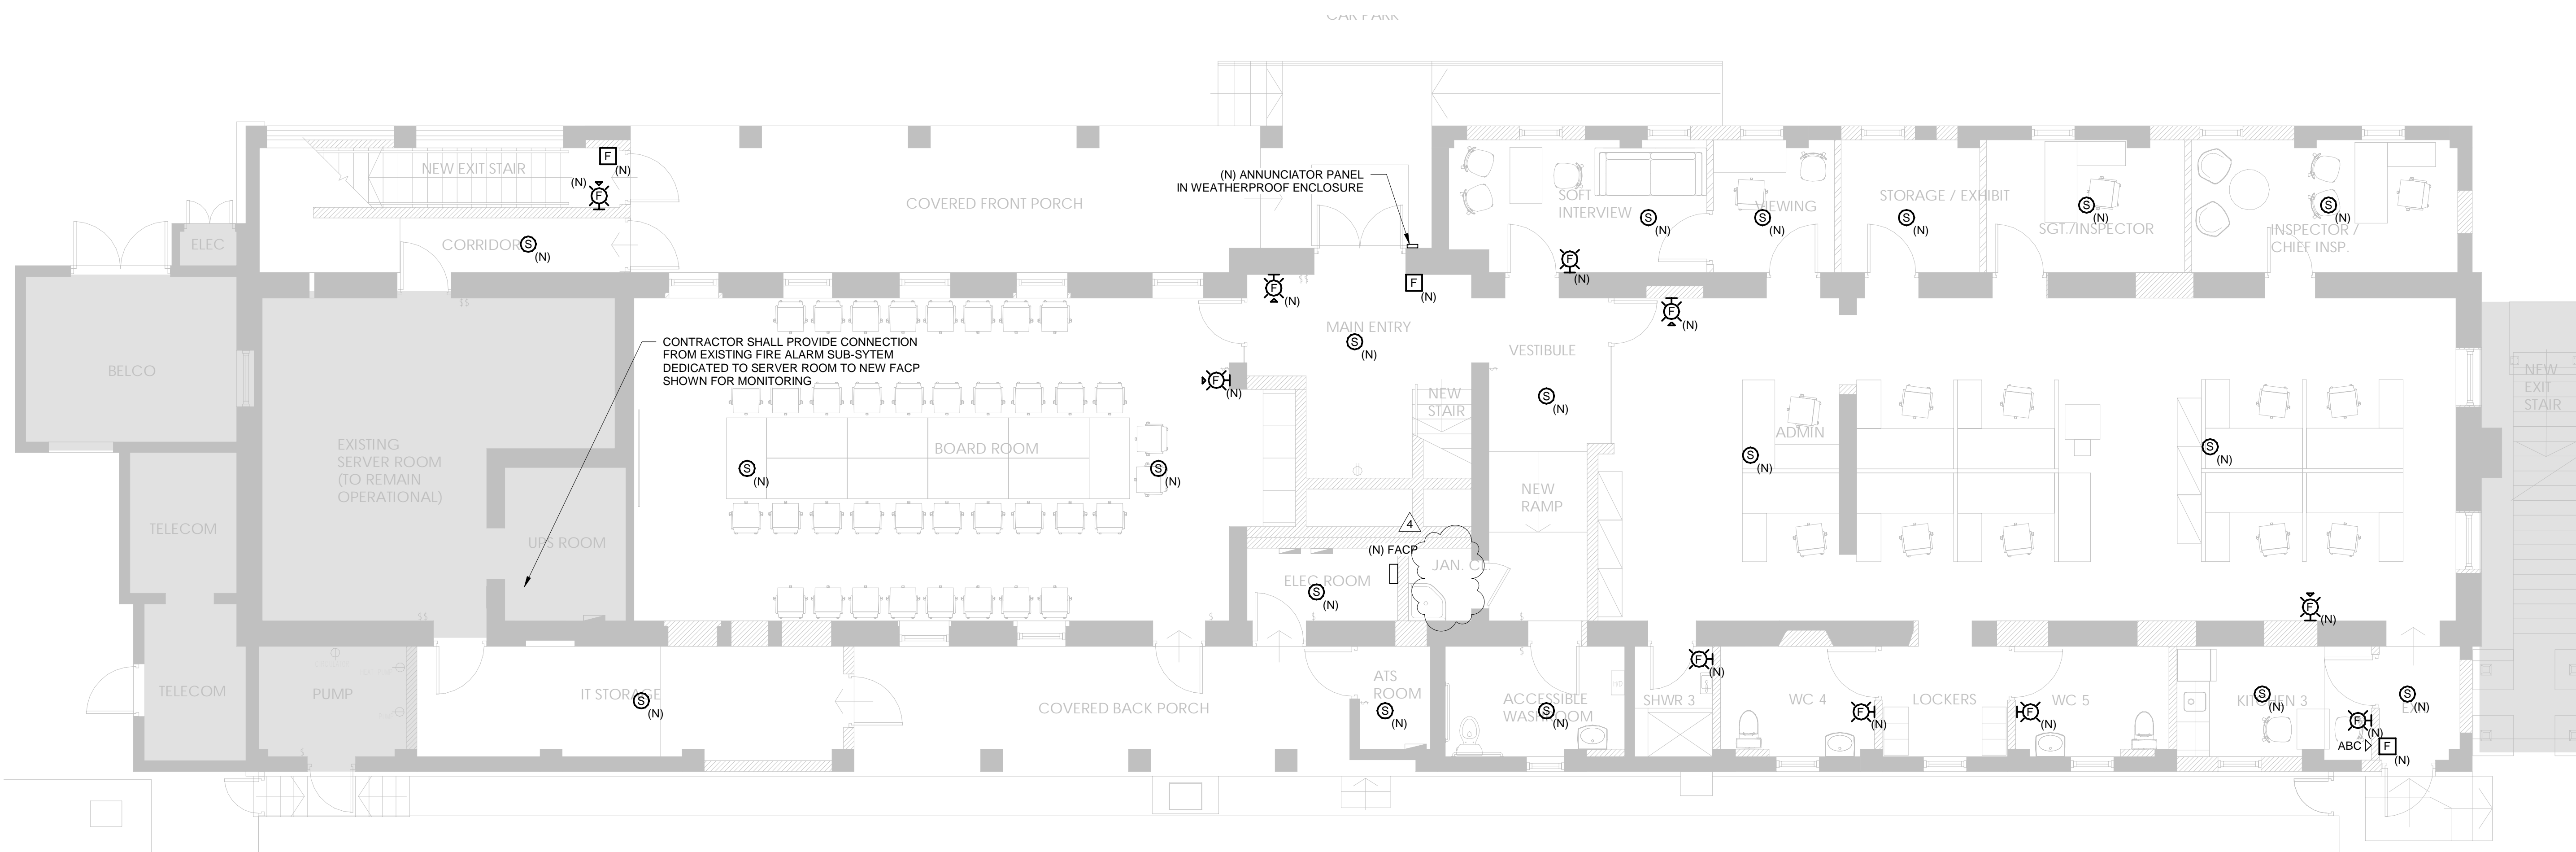 CAR PARK
NEW EXIT STAIR
F
(N)
(N)
F
ELEC
CORRIDOR
S
(N)
COVERED FRONT PORCH
(N) ANNUNCIATOR PANEL
IN WEATHERPROOF ENCLOSURE
SOFT
INTERVIEW
S
(N)
VIEWING
S
(N)
STORAGE / EXHIBIT
S
(N)
SGT./INSPECTOR
S
(N)
INSPECTOR /
CHIEF INSP.
S
(N)
F
(N)
F
(N)
F
(N)
F
(N)
MAIN ENTRY
S
(N)
VESTIBULE
S
(N)
BELCO
CONTRACTOR SHALL PROVIDE CONNECTION
FROM EXISTING FIRE ALARM SUB-SYTEM
DEDICATED TO SERVER ROOM TO NEW FACP
SHOWN FOR MONITORING
F
(N)
NEW
STAIR
NEW
EXIT
STAIR
EXISTING
SERVER ROOM
(TO REMAIN
OPERATIONAL)
BOARD ROOM
S
(N)
S
(N)
ADMIN
S
(N)
S
(N)
NEW
RAMP
TELECOM
UPS ROOM
4
(N) FACP
JAN. CL.
ELEC ROOM
S
(N)
F
(N)
TELECOM
PUMP
IT STORAGE
S
(N)
COVERED BACK PORCH
ATS
ROOM
S
(N)
ACCESSIBLE
WASHROOM
S
(N)
SHWR 3
F
(N)
WC 4
F
(N)
LOCKERS
F
(N)
WC 5
KITCHEN 3
S
(N)
F
(N)
EXIT
S
(N)
ABC
F
(N)